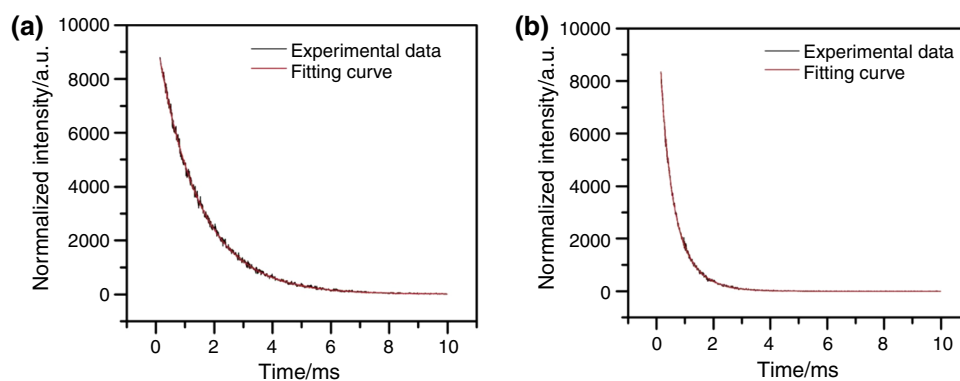 (a)
10000
8000
6000
4000
2000
0
Normnalized intensity/a.u.
Experimental data
Fitting curve
0 2 4 6 8 10
Time/ms
(b)
10000
8000
6000
4000
2000
0
Normnalized intensity/a.u.
Experimental data
Fitting curve
0 2 4 6 8 10
Time/ms